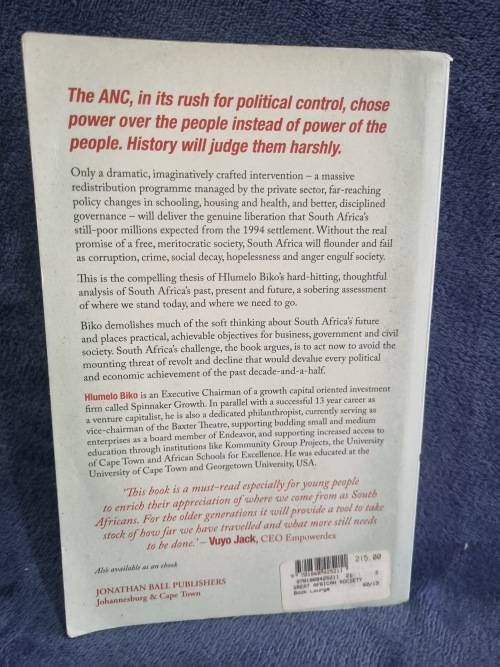 The ANC, in its rush for political control, chose
power over the people instead of power of the
people. History will judge them harshly.
Only a dramatic, imaginatively crafted intervention – a massive
redistribution programme managed by the private sector, far-reaching
policy changes in schooling, housing and health, and better, disciplined
governance – will deliver the genuine liberation that South Africa's
still-poor millions expected from the 1994 settlement. Without the real
promise of a free, meritocratic society, South Africa will flounder and fail
as corruption, crime, social decay, hopelessness and anger engulf society.
This is the compelling thesis of Hlumelo Biko's hard-hitting, thoughtful
analysis of South Africa's past, present and future, a sobering assessment
of where we stand today, and where we need to go.
Biko demolishes much of the soft thinking about South Africa's future
and places practical, achievable objectives for business, government and civil
society. South Africa's challenge, the book argues, is to act now to avoid the
mounting threat of revolt and decline that would devalue every political
and economic achievement of the past decade-and-a-half.
Hlumelo Biko is an Executive Chairman of a growth capital oriented investment
firm called Spinnaker Growth. In parallel with a successful 13 year career as
a venture capitalist, he is also a dedicated philanthropist, currently serving as
vice-chairman of the Baxter Theatre, supporting budding small and medium
enterprises as a board member of Endeavor, and supporting increased access to
education through institutions like Kommunity Group Projects, the University
of Cape Town and African Schools for Excellence. He was educated at the
University of Cape Town and Georgetown University, USA.
'This book is a must-read especially for young people
to enrich their appreciation of where we come from as South
Africans. For the older generations it will provide a tool to take
stock of how far we have travelled and what more still needs
to be done.' – Vuyo Jack, CEO Empowerdex
Also available as an ebook
JONATHAN BALL PUBLISHERS
Johannesburg & Cape Town
215.00
GREAT AFRICAN SOCIETY
Book Lounge